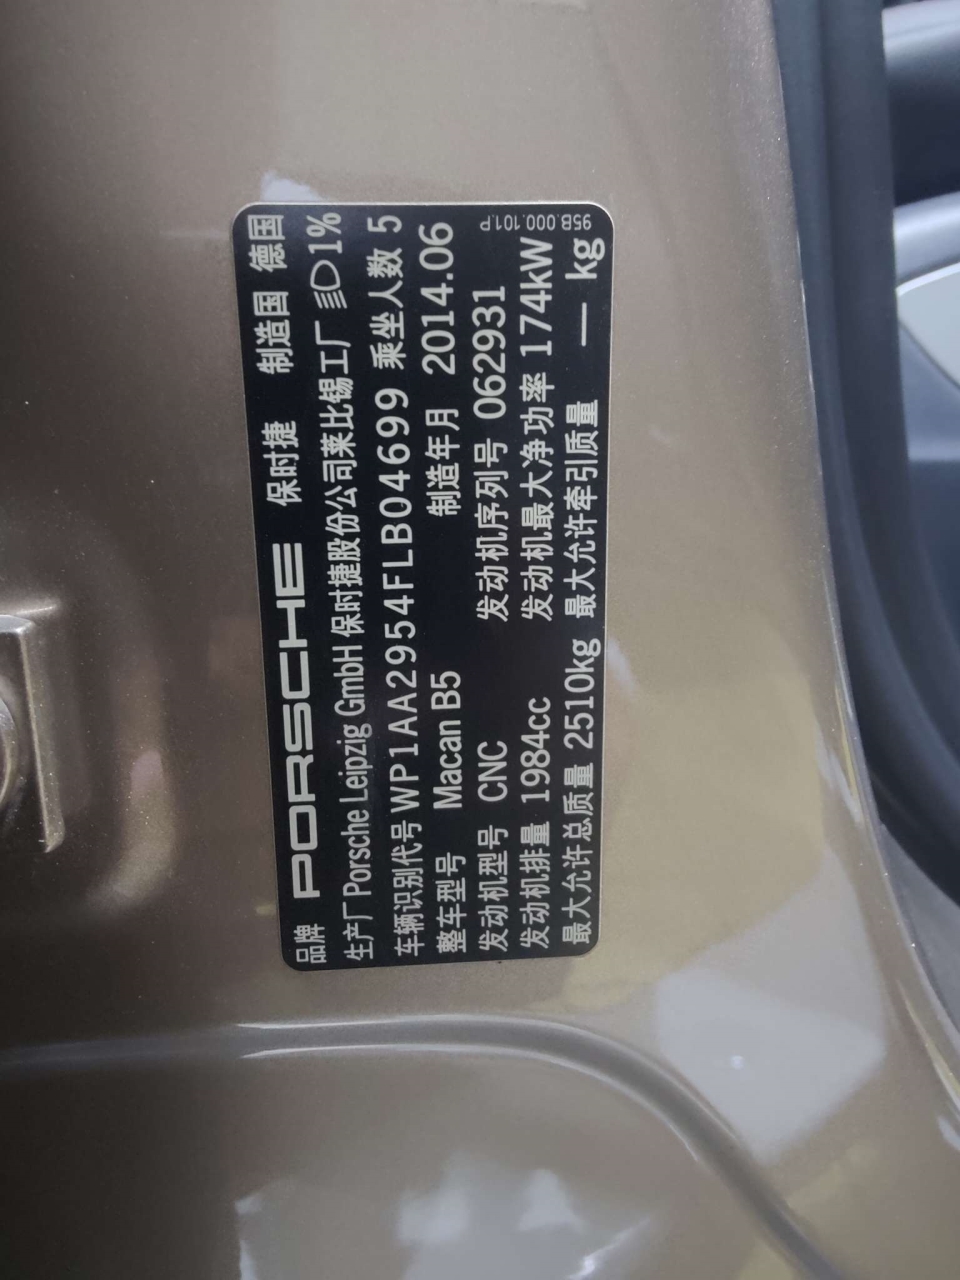 品牌 PORSCHE 保时捷 制造国 德国
生产厂 Porsche Leipzig GmbH 保时捷股份公司莱比锡工厂 1%
车辆识别代号 WP1AA2954FLB04699 乘坐人数 5
整车型号 Macan B5 制造年月 2014.06
发动机型号 CNC 发动机序列号 062931
发动机排量 1984cc 发动机最大净功率 174kW
最大允许总质量 2510kg 最大允许牵引质量 — kg
95B.000.101.P